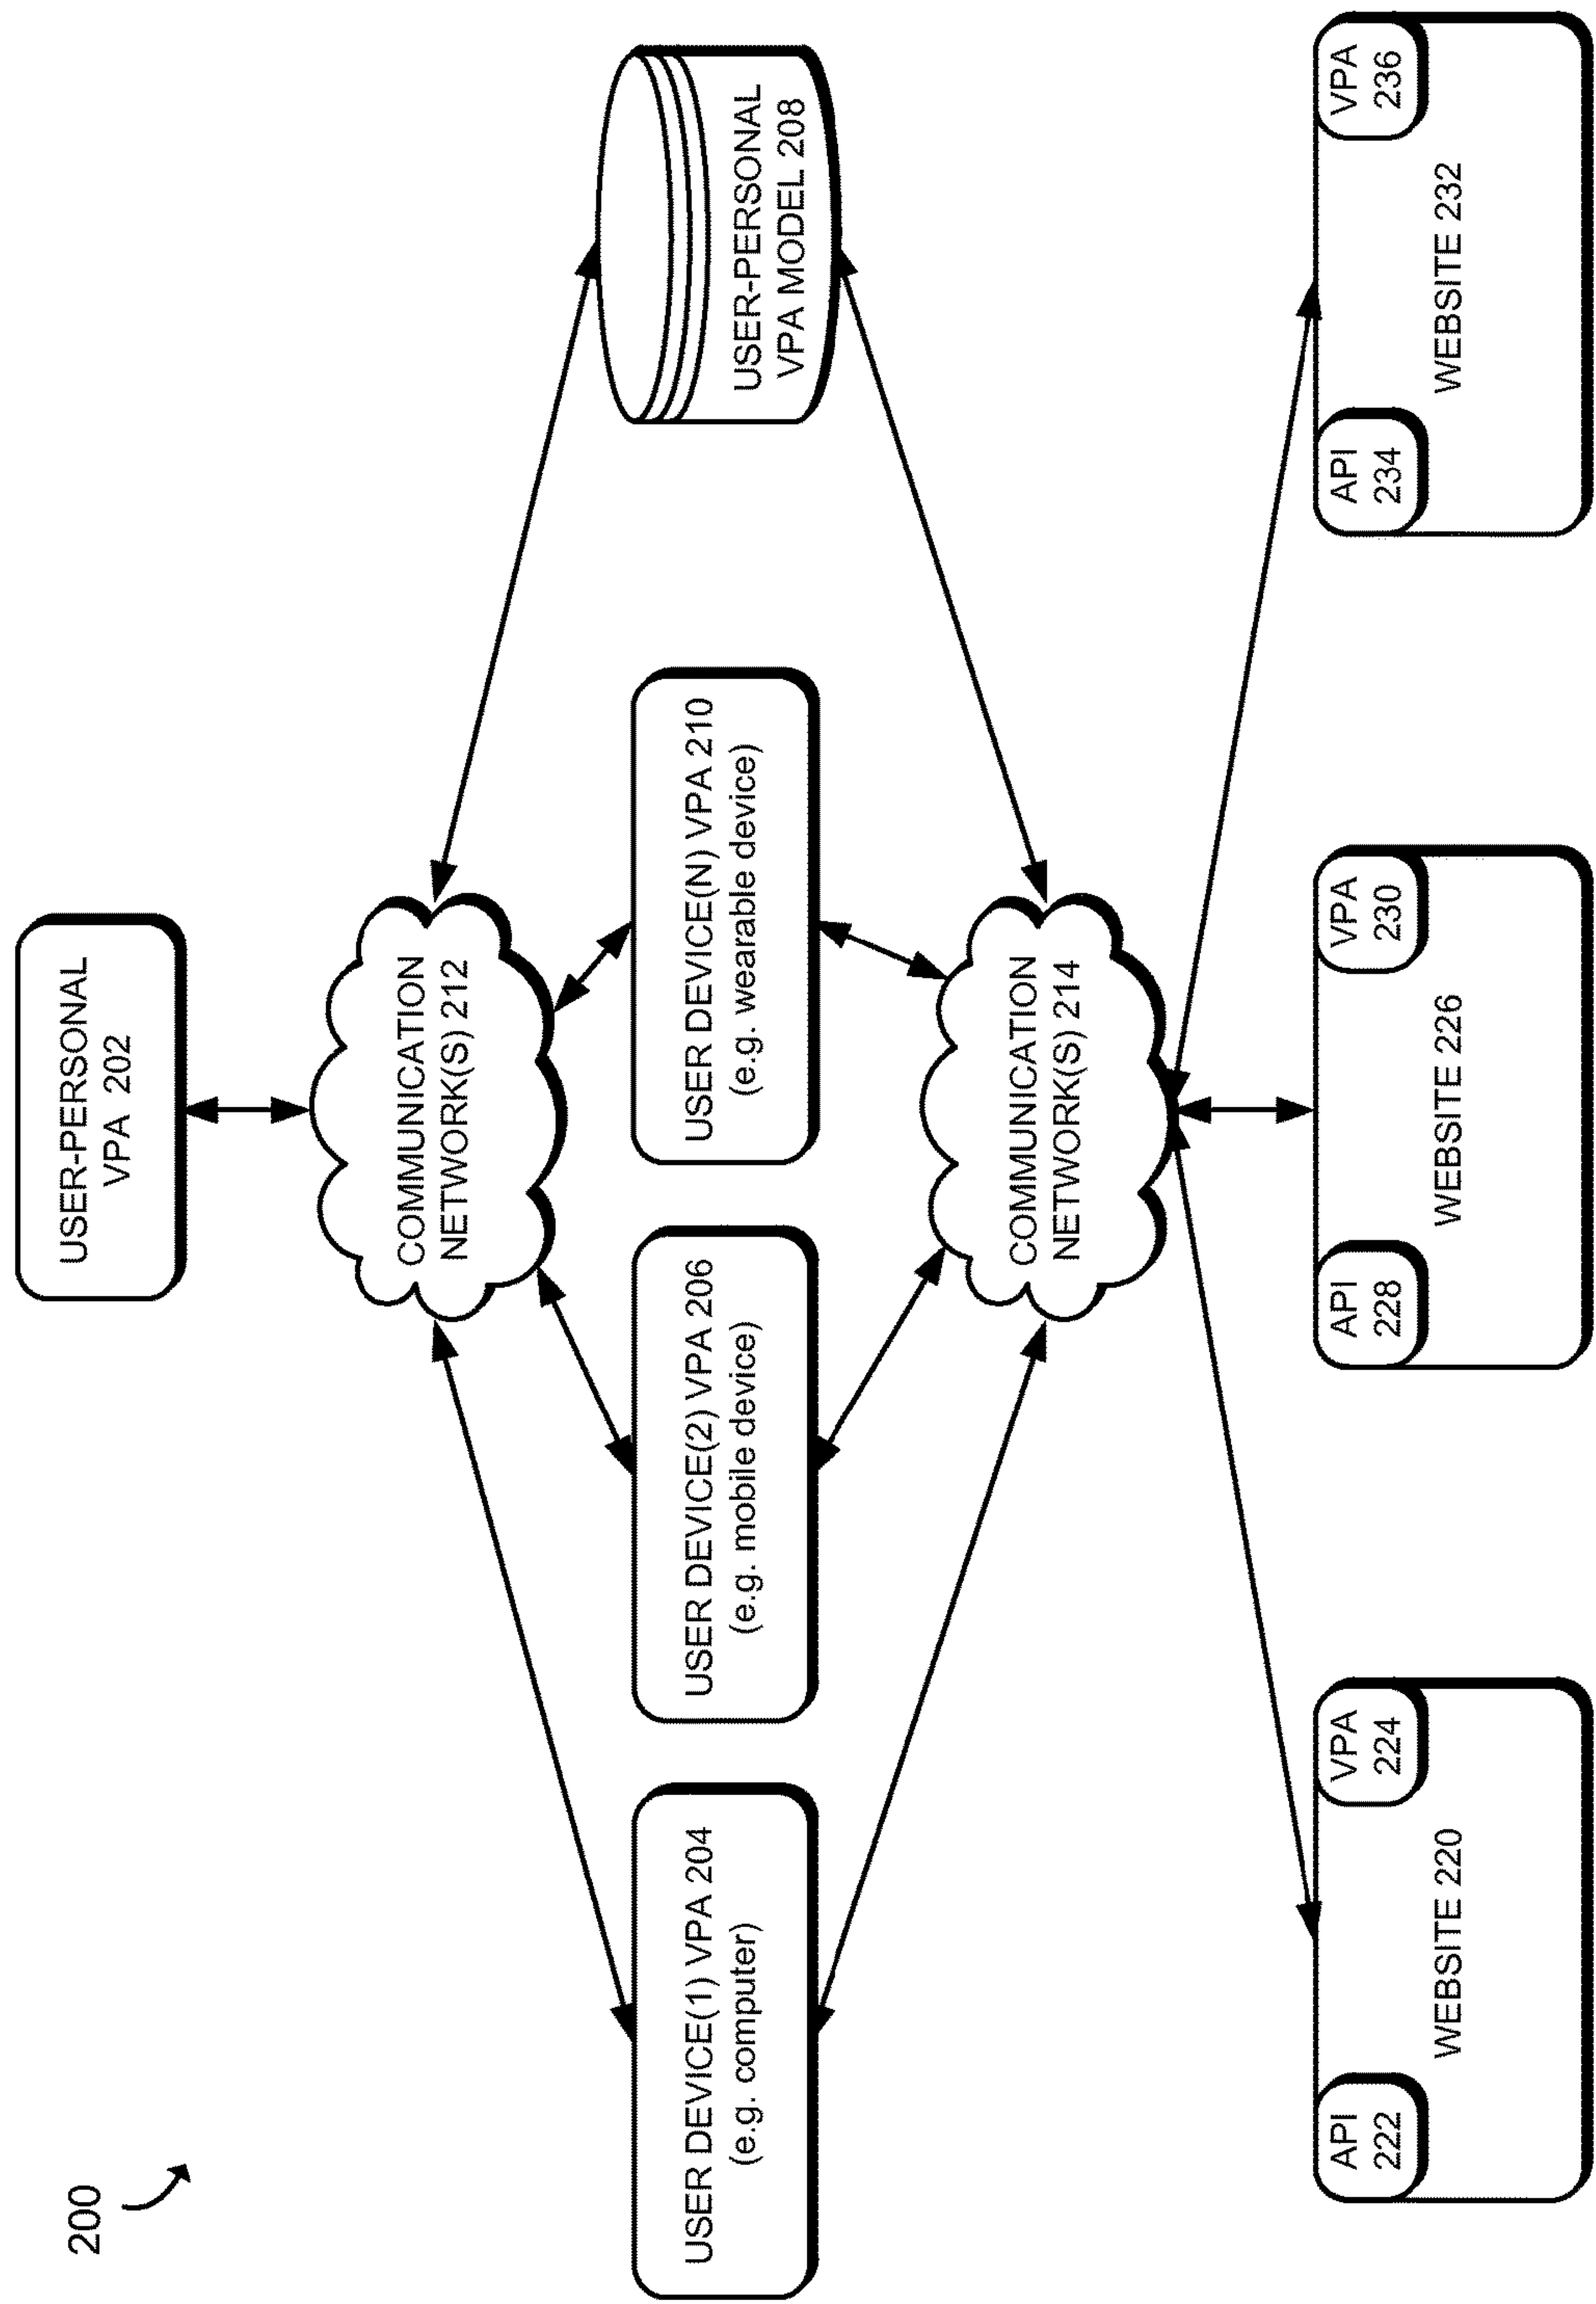 200
USER-PERSONAL
VPA 202
COMMUNICATION
NETWORK(S) 212
USER DEVICE(1) VPA 204
(e.g. computer)
USER DEVICE(2) VPA 206
(e.g. mobile device)
USER DEVICE(N) VPA 210
(e.g. wearable device)
USER-PERSONAL
VPA MODEL 208
COMMUNICATION
NETWORK(S) 214
API
222
VPA
224
WEBSITE 220
API
228
VPA
230
WEBSITE 226
API
234
VPA
236
WEBSITE 232